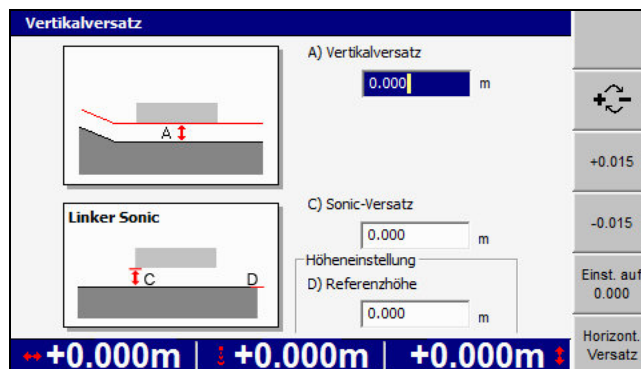 Vertikalversatz
A) Vertikalversatz
0.000 m
A
+0.015
C) Sonic-Versatz
Linker Sonic
0.000 m
-0.015
Höheneinstellung
C D
D) Referenzhöhe
Einst. auf
0.000
0.000 m
Horizont.
Versatz
+0.000m | +0.000m | +0.000m